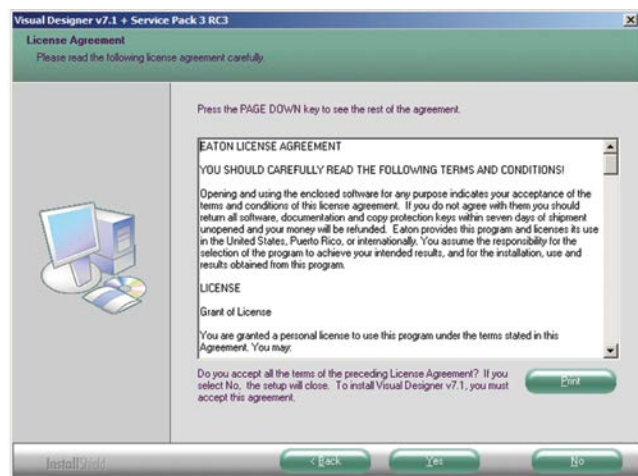 Visual Designer v7.1 + Service Pack 3 RC3
License Agreement
Please read the following license agreement carefully.
Press the PAGE DOWN key to see the rest of the agreement.
EATON LICENSE AGREEMENT
YOU SHOULD CAREFULLY READ THE FOLLOWING TERMS AND CONDITIONS!
Opening and using the enclosed software for any purpose indicates your acceptance of the
terms and conditions of this license agreement. If you do not agree with them you should
return all software, documentation and copy protection keys within seven days of shipment
unopened and your money will be refunded. Eaton provides this program and licenses its use
in the United States, Puerto Rico, or internationally. You assume the responsibility for the
selection of the program to achieve your intended results, and for the installation, use and
results obtained from this program.
LICENSE
Grant of License
You are granted a personal license to use this program under the terms stated in this
Agreement. You may:
Do you accept all the terms of the preceding License Agreement? If you
select No, the setup will close. To install Visual Designer v7.1, you must
accept this agreement.
Print
InstallShield
< Back
Yes
No